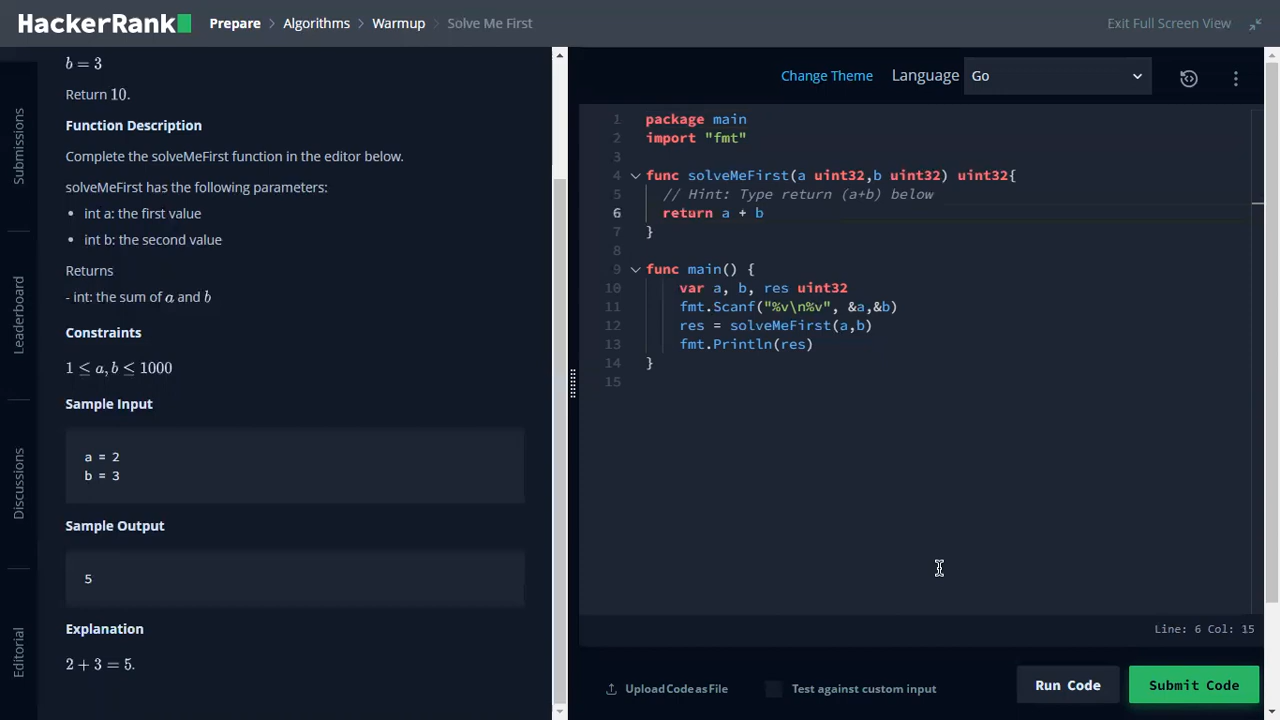 HackerRank
Prepare > Algorithms > Warmup > Solve Me First
Exit Full Screen View
Submissions
Leaderboard
Discussions
Editorial
b = 3
Return 10.
Function Description
Complete the solveMeFirst function in the editor below.
solveMeFirst has the following parameters:
• int a: the first value
• int b: the second value
Returns
- int: the sum of a and b
Constraints
1 ≤ a, b ≤ 1000
Sample Input
a = 2
b = 3
Sample Output
5
Explanation
2 + 3 = 5.
Change Theme Language Go
1 package main
2 import "fmt"
3
4 func solveMeFirst(a uint32,b uint32) uint32{
5 // Hint: Type return (a+b) below
6 return a + b
7 }
8
9 func main() {
10 var a, b, res uint32
11 fmt.Scanf("%v\n%v", &a,&b)
12 res = solveMeFirst(a,b)
13 fmt.Println(res)
14 }
15
Line: 6 Col: 15
Upload Code as File Test against custom input Run Code Submit Code